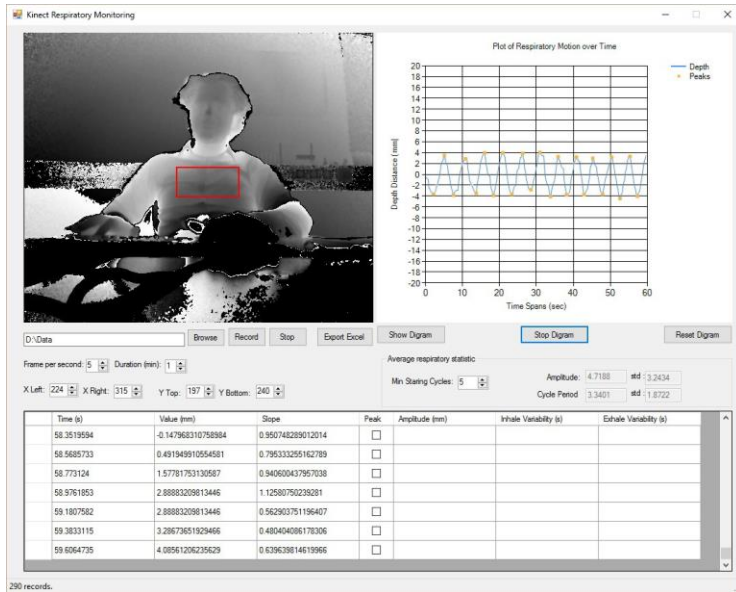 Kinect Respiratory Monitoring
Plot of Respiratory Motion over Time
Depth
Peaks
20
18
16
14
12
10
8
6
4
2
0
-2
-4
-6
-8
-10
-12
-14
-16
-18
-20
Depth Distance [mm]
0 10 20 30 40 50 60
Time Spans (sec)
D:\Data Browse Record Stop Export Excel Show Digram Stop Digram Reset Digram
Frame per second: 5 Duration (min): 1
X Left: 224 X Right: 315 Y Top: 197 Y Bottom: 240
Average respiratory statistic
Min Staring Cycles: 5 Amplitude: 4.7188 std : 3.2434
Cycle Period 3.3401 std : 1.8722
Time (s) Value (mm) Slope Peak Amplitude (mm) Inhale Variability (s) Exhale Variability (s)
58.3519594 -0.147968310758984 0.950748289012014
58.5685733 0.491949910554581 0.795333255162789
58.773124 1.57781753130587 0.940600437957038
58.9761853 2.88883209813446 1.12580750239281
59.1807582 2.88883209813446 0.562903751196407
59.3833115 3.28673651929466 0.480404086178306
59.6064735 4.08561206235629 0.639639814619966
290 records.